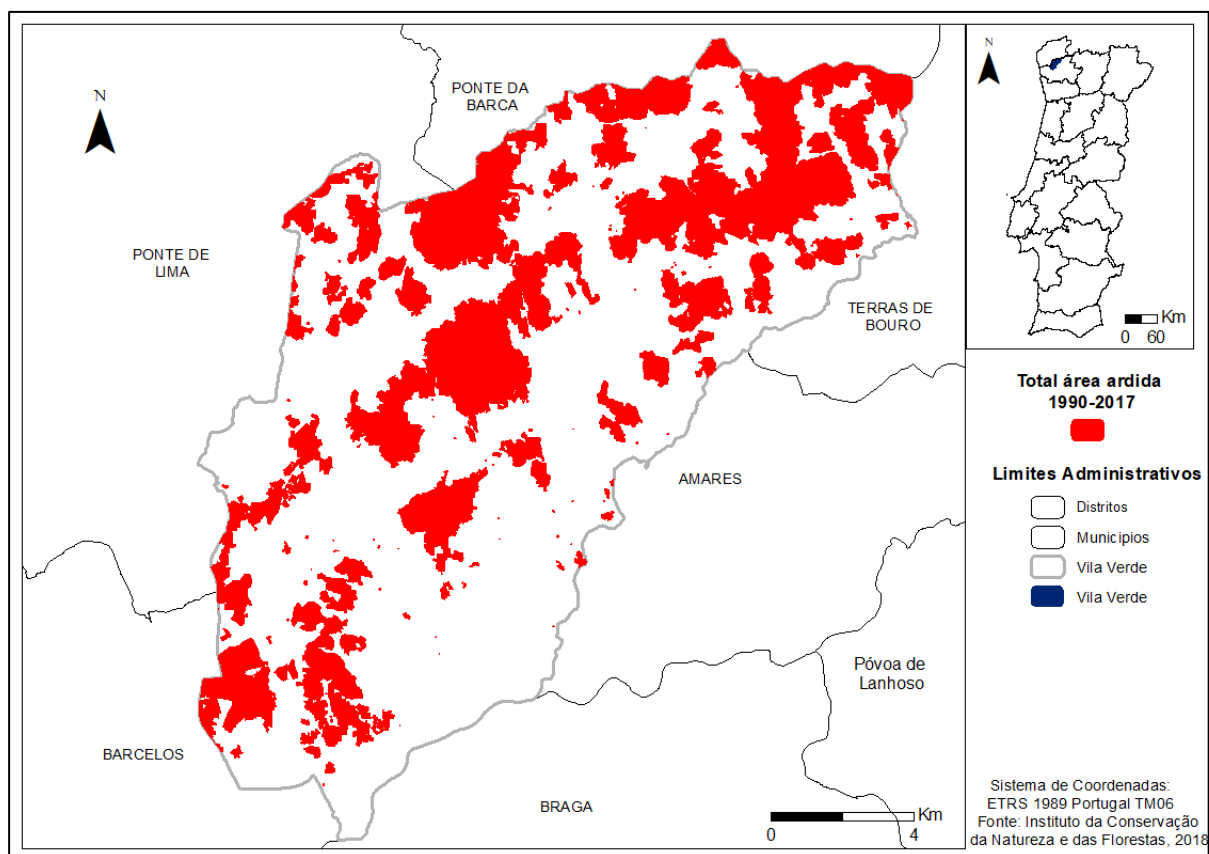 N
PONTE DA
BARCA
PONTE DE
LIMA
TERRAS DE
BOURO
AMARES
Póvoa de
Lanhoso
BARCELOS
BRAGA
Km
0 4
N
Km
0 60
Total área ardida
1990-2017
Limites Administrativos
Distritos
Municipios
Vila Verde
Vila Verde
Sistema de Coordenadas:
ETRS 1989 Portugal TM06
Fonte: Instituto da Conservação
da Natureza e das Florestas, 2018